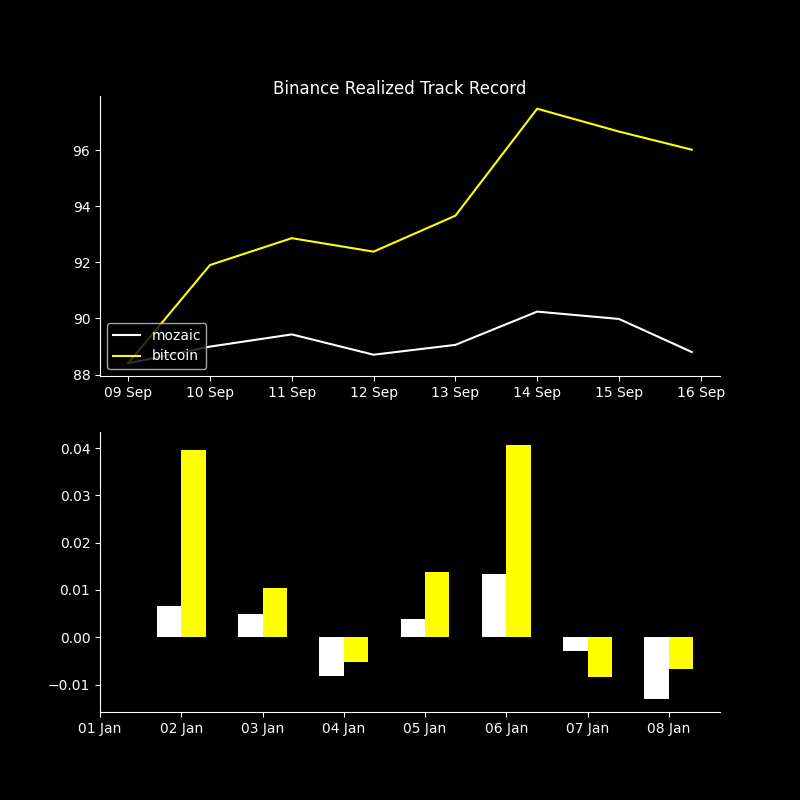 Binance Realized Track Record
96
94
92
90
88
mozaic
bitcoin
09 Sep 10 Sep 11 Sep 12 Sep 13 Sep 14 Sep 15 Sep 16 Sep
0.04
0.03
0.02
0.01
0.00
−0.01
01 Jan 02 Jan 03 Jan 04 Jan 05 Jan 06 Jan 07 Jan 08 Jan